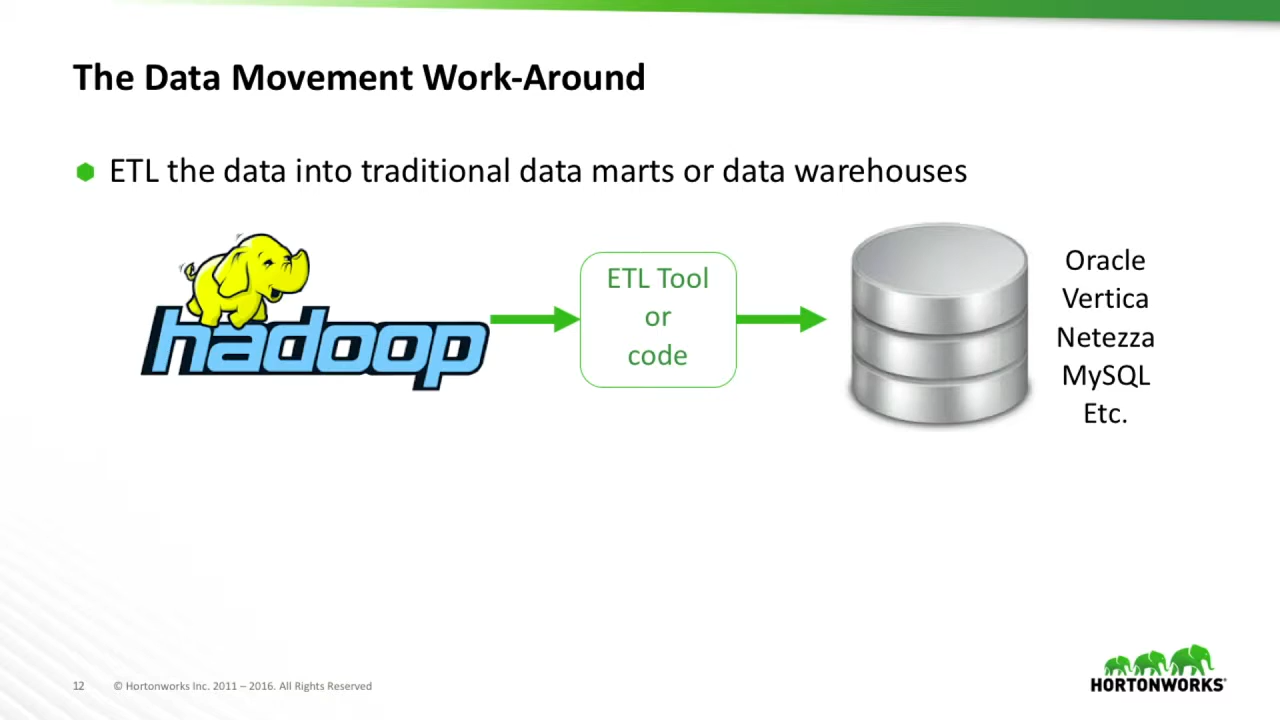 The Data Movement Work-Around
ETL the data into traditional data marts or data warehouses
hadoop
ETL Tool
or
code
Oracle
Vertica
Netezza
MySQL
Etc.
12
© Hortonworks Inc. 2011 – 2016. All Rights Reserved
HORTONWORKS